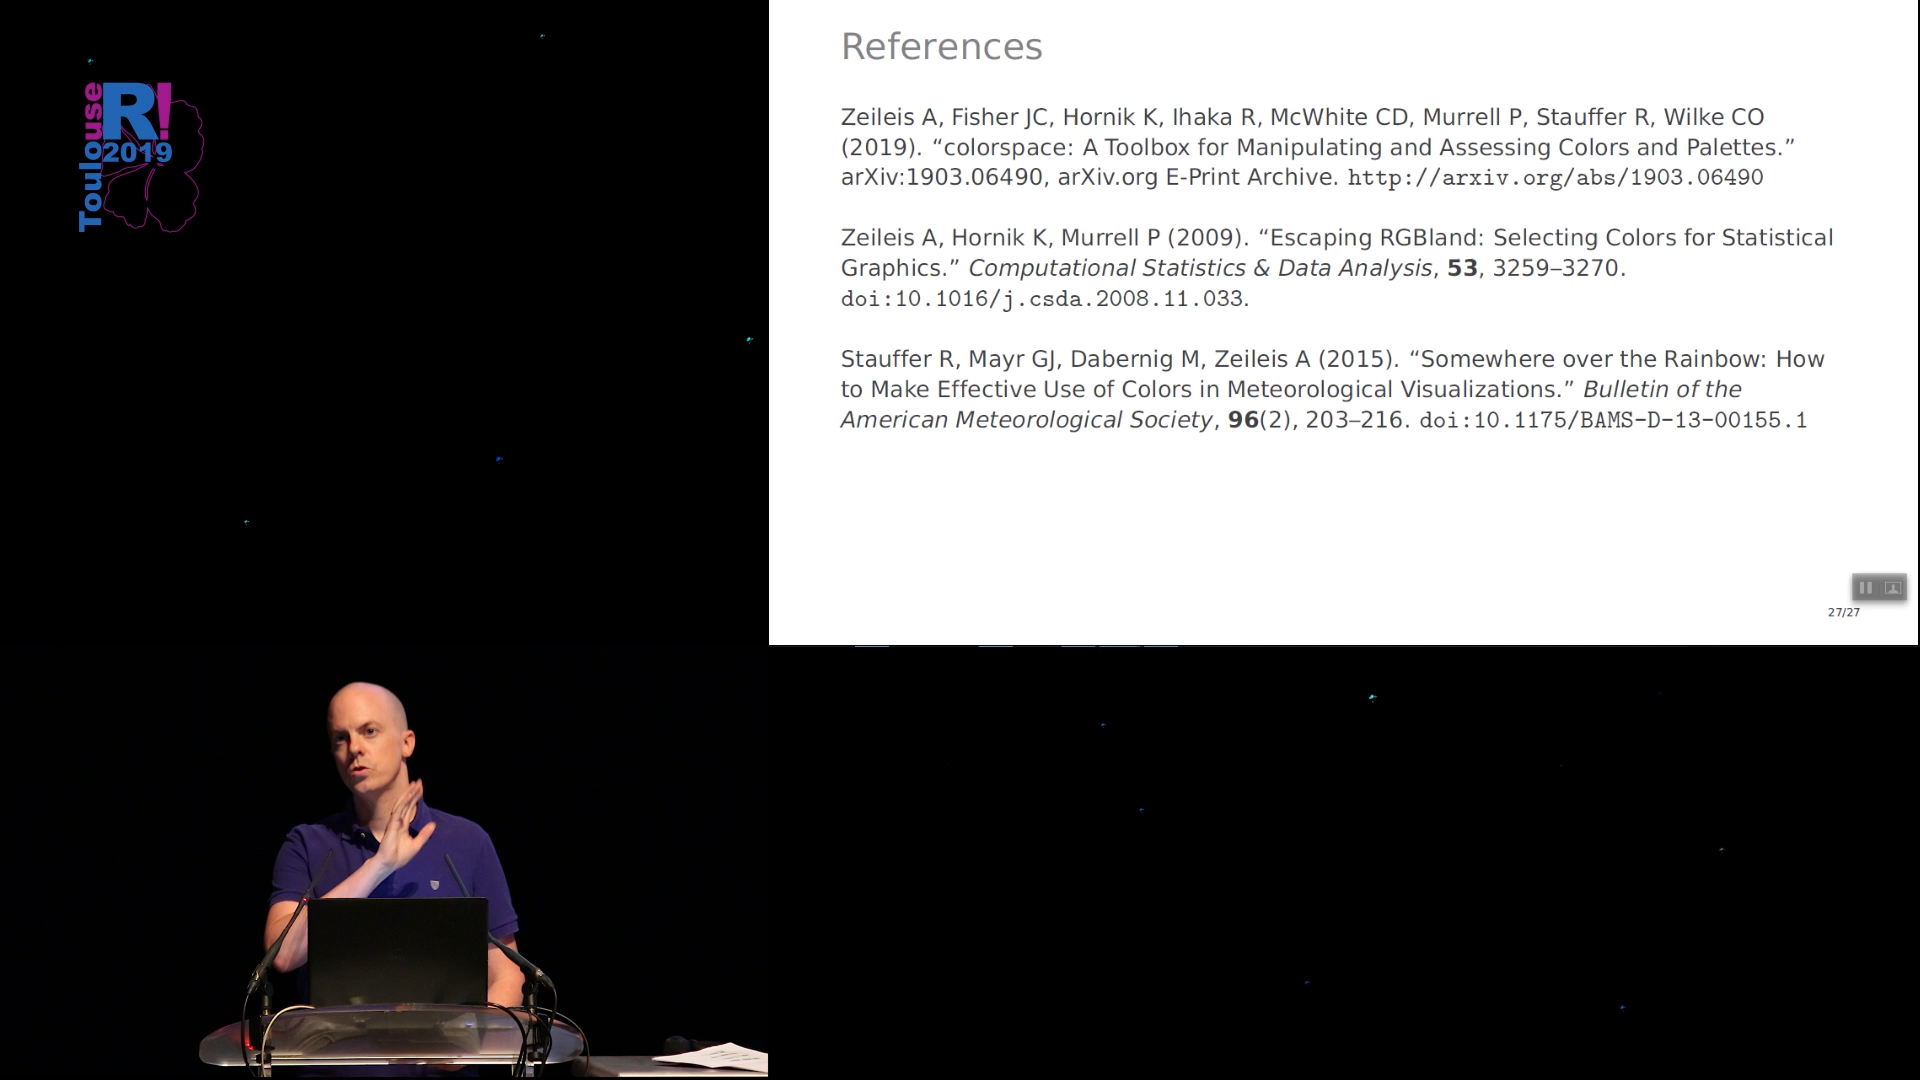 Toulouse
R!
2019
References
Zeileis A, Fisher JC, Hornik K, Ihaka R, McWhite CD, Murrell P, Stauffer R, Wilke CO
(2019). “colorspace: A Toolbox for Manipulating and Assessing Colors and Palettes.”
arXiv:1903.06490, arXiv.org E-Print Archive. http://arxiv.org/abs/1903.06490
Zeileis A, Hornik K, Murrell P (2009). “Escaping RGBland: Selecting Colors for Statistical
Graphics.” Computational Statistics & Data Analysis, 53, 3259–3270.
doi:10.1016/j.csda.2008.11.033.
Stauffer R, Mayr GJ, Dabernig M, Zeileis A (2015). “Somewhere over the Rainbow: How
to Make Effective Use of Colors in Meteorological Visualizations.” Bulletin of the
American Meteorological Society, 96(2), 203–216. doi:10.1175/BAMS-D-13-00155.1
27/27